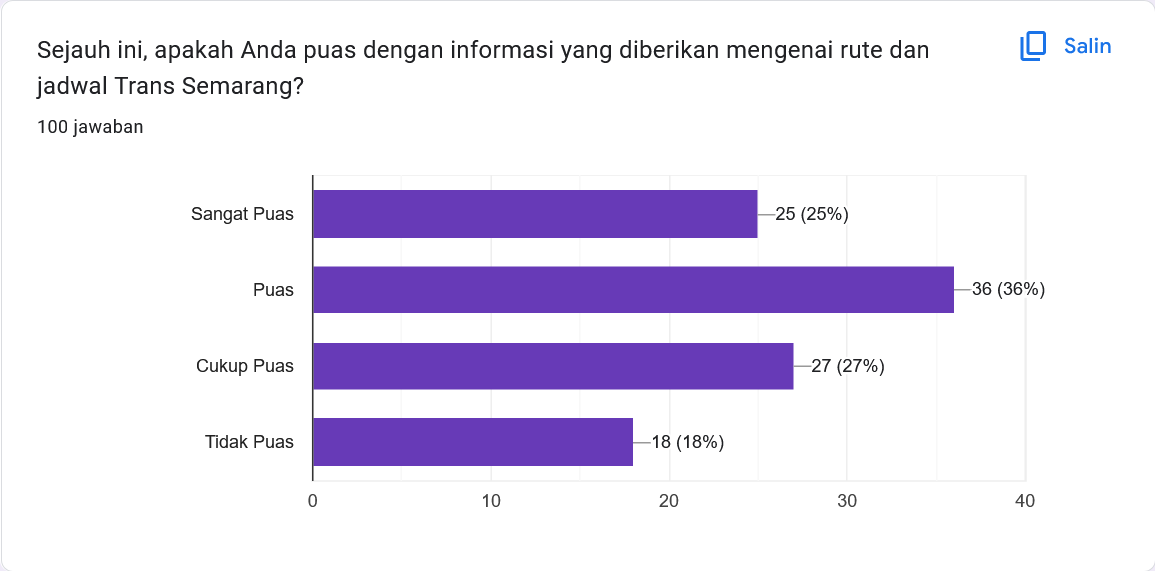 Sejauh ini, apakah Anda puas dengan informasi yang diberikan mengenai rute dan
jadwal Trans Semarang?
Salin
100 jawaban
Sangat Puas 25 (25%)
Puas 36 (36%)
Cukup Puas 27 (27%)
Tidak Puas 18 (18%)
0 10 20 30 40